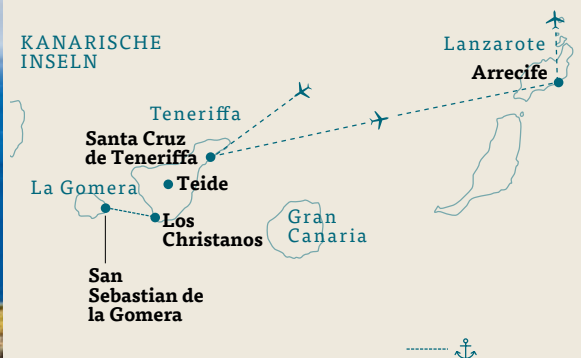 KANARISCHE
INSELN
Lanzarote
Arrecife
Teneriffa
Santa Cruz
de Teneriffa
Teide
La Gomera
Los
Christanos
Gran
Canaria
San
Sebastian de
la Gomera